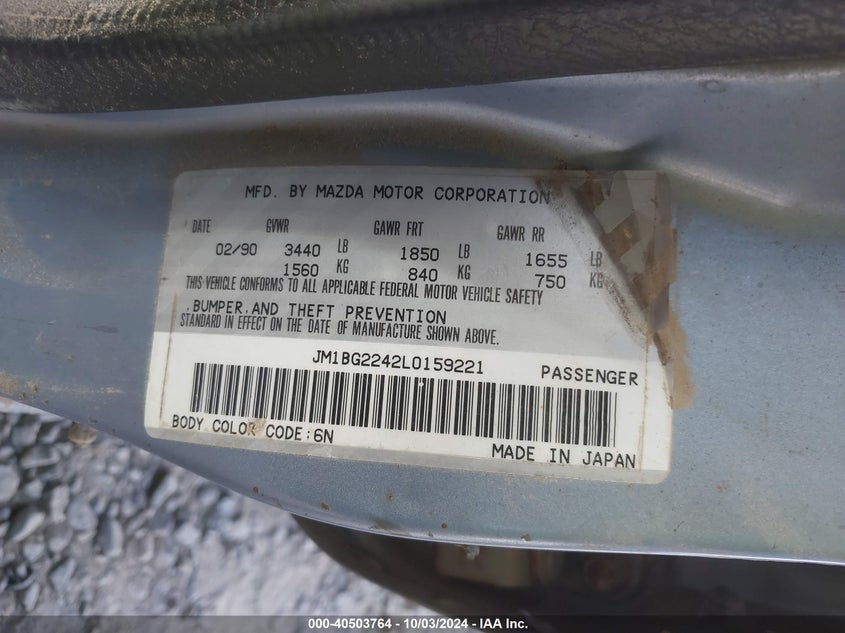 MFD. BY MAZDA MOTOR CORPORATION
DATE GVWR GAWR FRT GAWR RR
02/90 3440 LB 1850 LB 1655 LB
1560 KG 840 KG 750 KG
THIS VEHICLE CONFORMS TO ALL APPLICABLE FEDERAL MOTOR VEHICLE SAFETY
.BUMPER.AND THEFT PREVENTION
STANDARD IN EFFECT ON THE DATE OF MANUFACTURE SHOWN ABOVE.
JM1BG2242L0159221 PASSENGER
BODY COLOR CODE:6N
MADE IN JAPAN
000-40503764 - 10/03/2024 - IAA Inc.